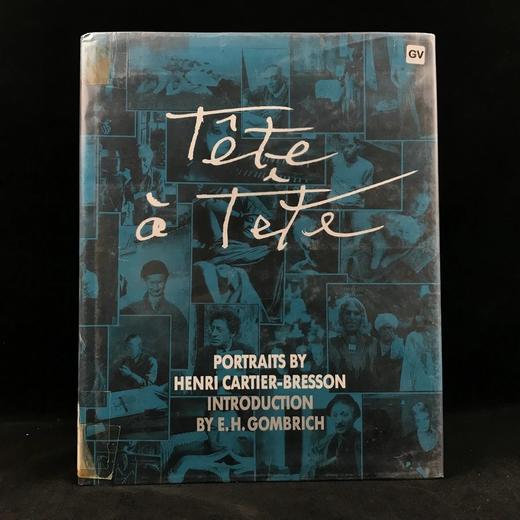 GV
Tête
à Tête
PORTRAITS BY
HENRI CARTIER-BRESSON
INTRODUCTION
BY E.H. GOMBRICH